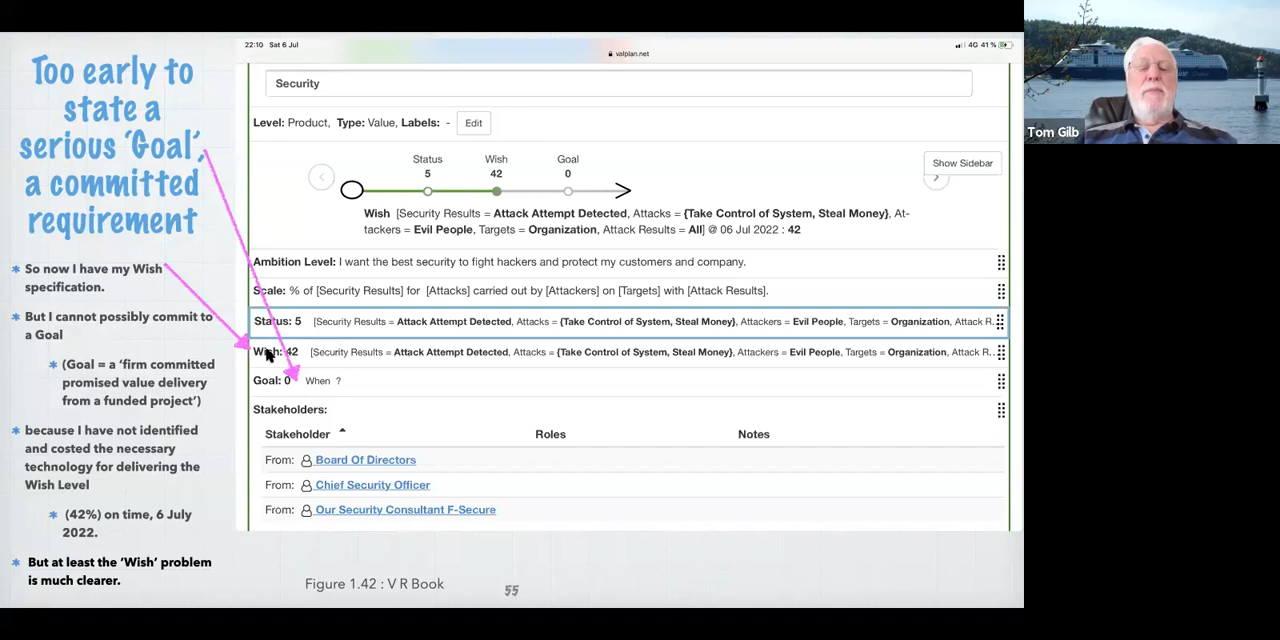 Too early to
state a
serious 'Goal',
a committed
requirement
So now I have my Wish
specification.
But I cannot possibly commit to
a Goal
(Goal = a 'firm committed
promised value delivery
from a funded project')
because I have not identified
and costed the necessary
technology for delivering the
Wish Level
(42%) on time, 6 July
2022.
But at least the 'Wish' problem
is much clearer.
22:10 Sat 6 Jul
valplan.net
4G 41 %
Security
Level: Product, Type: Value, Labels: - Edit
Show Sidebar
Status Wish Goal
5 42 0
Wish [Security Results = Attack Attempt Detected, Attacks = {Take Control of System, Steal Money}, At-
tackers = Evil People, Targets = Organization, Attack Results = All] @ 06 Jul 2022 : 42
Ambition Level: I want the best security to fight hackers and protect my customers and company.
Scale: % of [Security Results] for [Attacks] carried out by [Attackers] on [Targets] with [Attack Results].
Status: 5 [Security Results = Attack Attempt Detected, Attacks = {Take Control of System, Steal Money}, Attackers = Evil People, Targets = Organization, Attack R...
Wish: 42 [Security Results = Attack Attempt Detected, Attacks = {Take Control of System, Steal Money}, Attackers = Evil People, Targets = Organization, Attack R...
Goal: 0 When ?
Stakeholders:
Stakeholder Roles Notes
From: Board Of Directors
From: Chief Security Officer
From: Our Security Consultant F-Secure
Figure 1.42 : V R Book
55
Tom Gilb